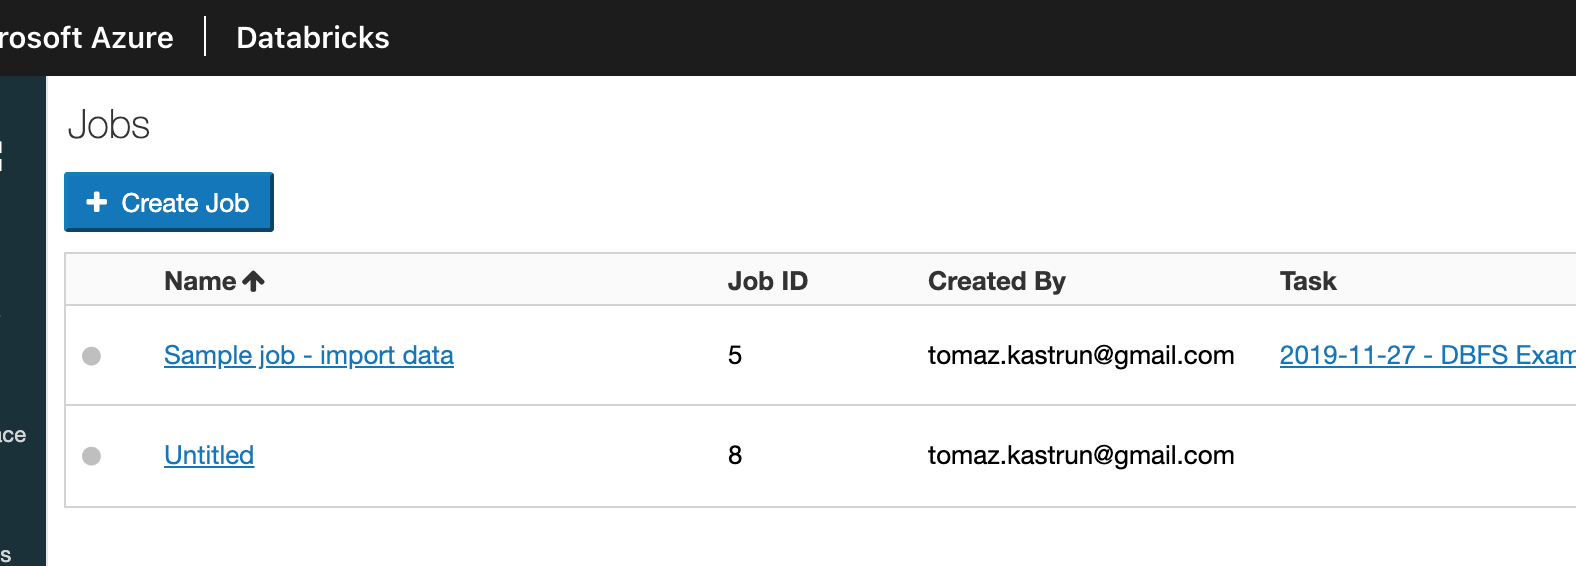 rosoft Azure | Databricks
Jobs
+ Create Job
Name Job ID Created By Task
Sample job - import data 5 tomaz.kastrun@gmail.com 2019-11-27 - DBFS Exam
ace
Untitled 8 tomaz.kastrun@gmail.com
s